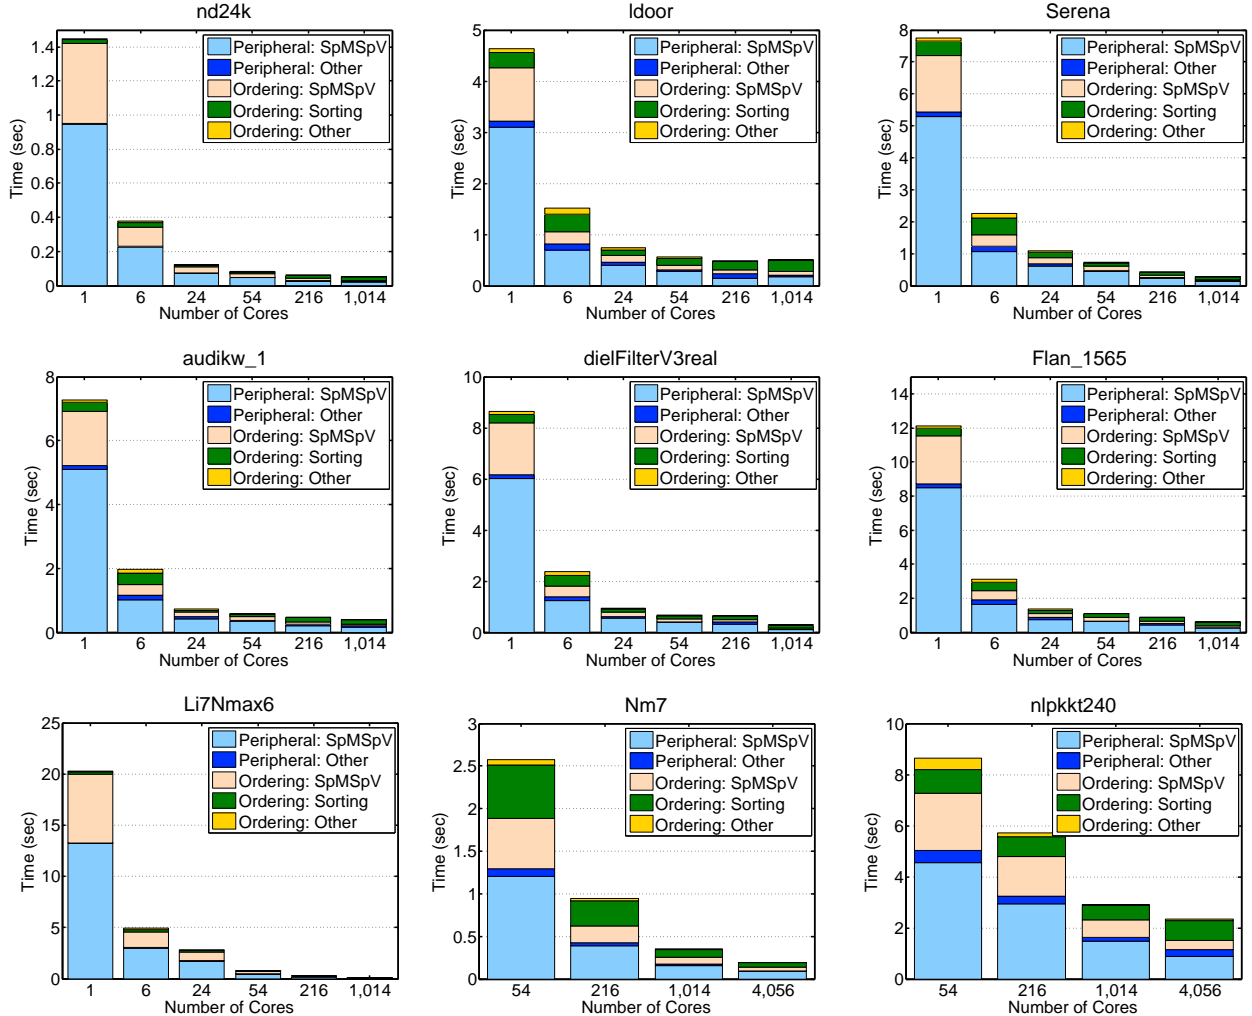 nd24k
1.4
1.2
1
0.8
0.6
0.4
0.2
Time (sec)
Peripheral: SpMSpV
Peripheral: Other
Ordering: SpMSpV
Ordering: Sorting
Ordering: Other
1 6 24 54 216 1,014
Number of Cores
ldoor
5
4
3
2
1
0
Time (sec)
Peripheral: SpMSpV
Peripheral: Other
Ordering: SpMSpV
Ordering: Sorting
Ordering: Other
1 6 24 54 216 1,014
Number of Cores
Serena
8
7
6
5
4
3
2
1
0
Time (sec)
Peripheral: SpMSpV
Peripheral: Other
Ordering: SpMSpV
Ordering: Sorting
Ordering: Other
1 6 24 54 216 1,014
Number of Cores
audikw_1
8
6
4
2
0
Time (sec)
Peripheral: SpMSpV
Peripheral: Other
Ordering: SpMSpV
Ordering: Sorting
Ordering: Other
1 6 24 54 216 1,014
Number of Cores
dielFilterV3real
10
8
6
4
2
0
Time (sec)
Peripheral: SpMSpV
Peripheral: Other
Ordering: SpMSpV
Ordering: Sorting
Ordering: Other
1 6 24 54 216 1,014
Number of Cores
Flan_1565
14
12
10
8
6
4
2
0
Time (sec)
Peripheral: SpMSpV
Peripheral: Other
Ordering: SpMSpV
Ordering: Sorting
Ordering: Other
1 6 24 54 216 1,014
Number of Cores
Li7Nmax6
25
20
15
10
5
0
Time (sec)
Peripheral: SpMSpV
Peripheral: Other
Ordering: SpMSpV
Ordering: Sorting
Ordering: Other
1 6 24 54 216 1,014
Number of Cores
Nm7
3
2.5
2
1.5
1
0.5
0
Time (sec)
Peripheral: SpMSpV
Peripheral: Other
Ordering: SpMSpV
Ordering: Sorting
Ordering: Other
54 216 1,014 4,056
Number of Cores
nlpkkt240
10
8
6
4
2
0
Time (sec)
Peripheral: SpMSpV
Peripheral: Other
Ordering: SpMSpV
Ordering: Sorting
Ordering: Other
54 216 1,014 4,056
Number of Cores